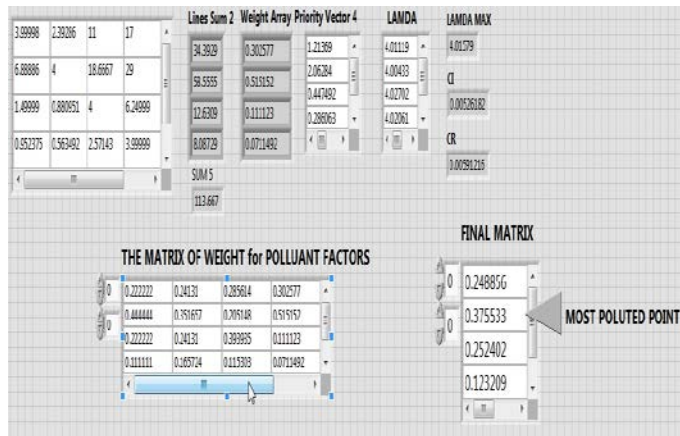 Lines Sum 2 Weight Array Priority Vector 4 LAMDA LAMDA MAX
3.99998 2.39286 11 17 34.3929 0.302577 1.21369 4.01119 4.01579
6.88886 4 18.6667 29 58.5555 0.515152 2.06284 4.00433 CI
1.49999 0.880951 4 6.24999 12.6309 0.111123 0.447492 4.02702 0.00526182
0.552375 0.563492 2.57143 3.99999 8.08729 0.0711492 0.286063 4.02061 CR
0.00591216
SUM 5
113.667
FINAL MATRIX
THE MATRIX OF WEIGHT for POLLUANT FACTORS
0 0.222222 0.24131 0.285614 0.302577 0 0.248856
0.444444 0.351657 0.205148 0.515152 0.375533 MOST POLUTED POINT
0 0.222222 0.24131 0.393935 0.111123 0 0.252402
0.111111 0.165724 0.115303 0.0711492 0.123209